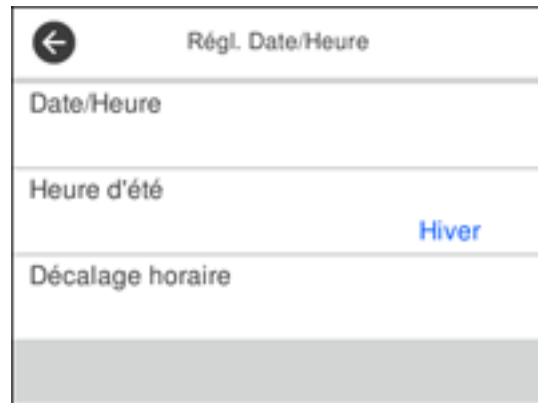 Régl. Date/Heure
Date/Heure
Heure d'été
Hiver
Décalage horaire